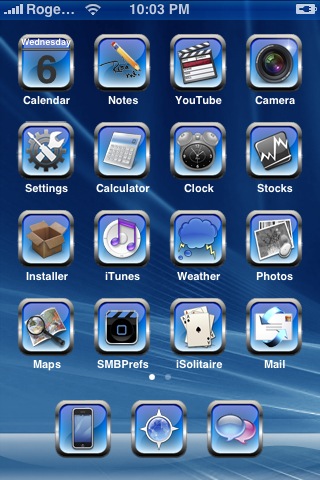 Roge... 10:03 PM
Wednesday
6
Calendar Notes YouTube Camera
Settings Calculator Clock Stocks
Installer iTunes Weather Photos
Maps SMBPrefs iSolitaire Mail